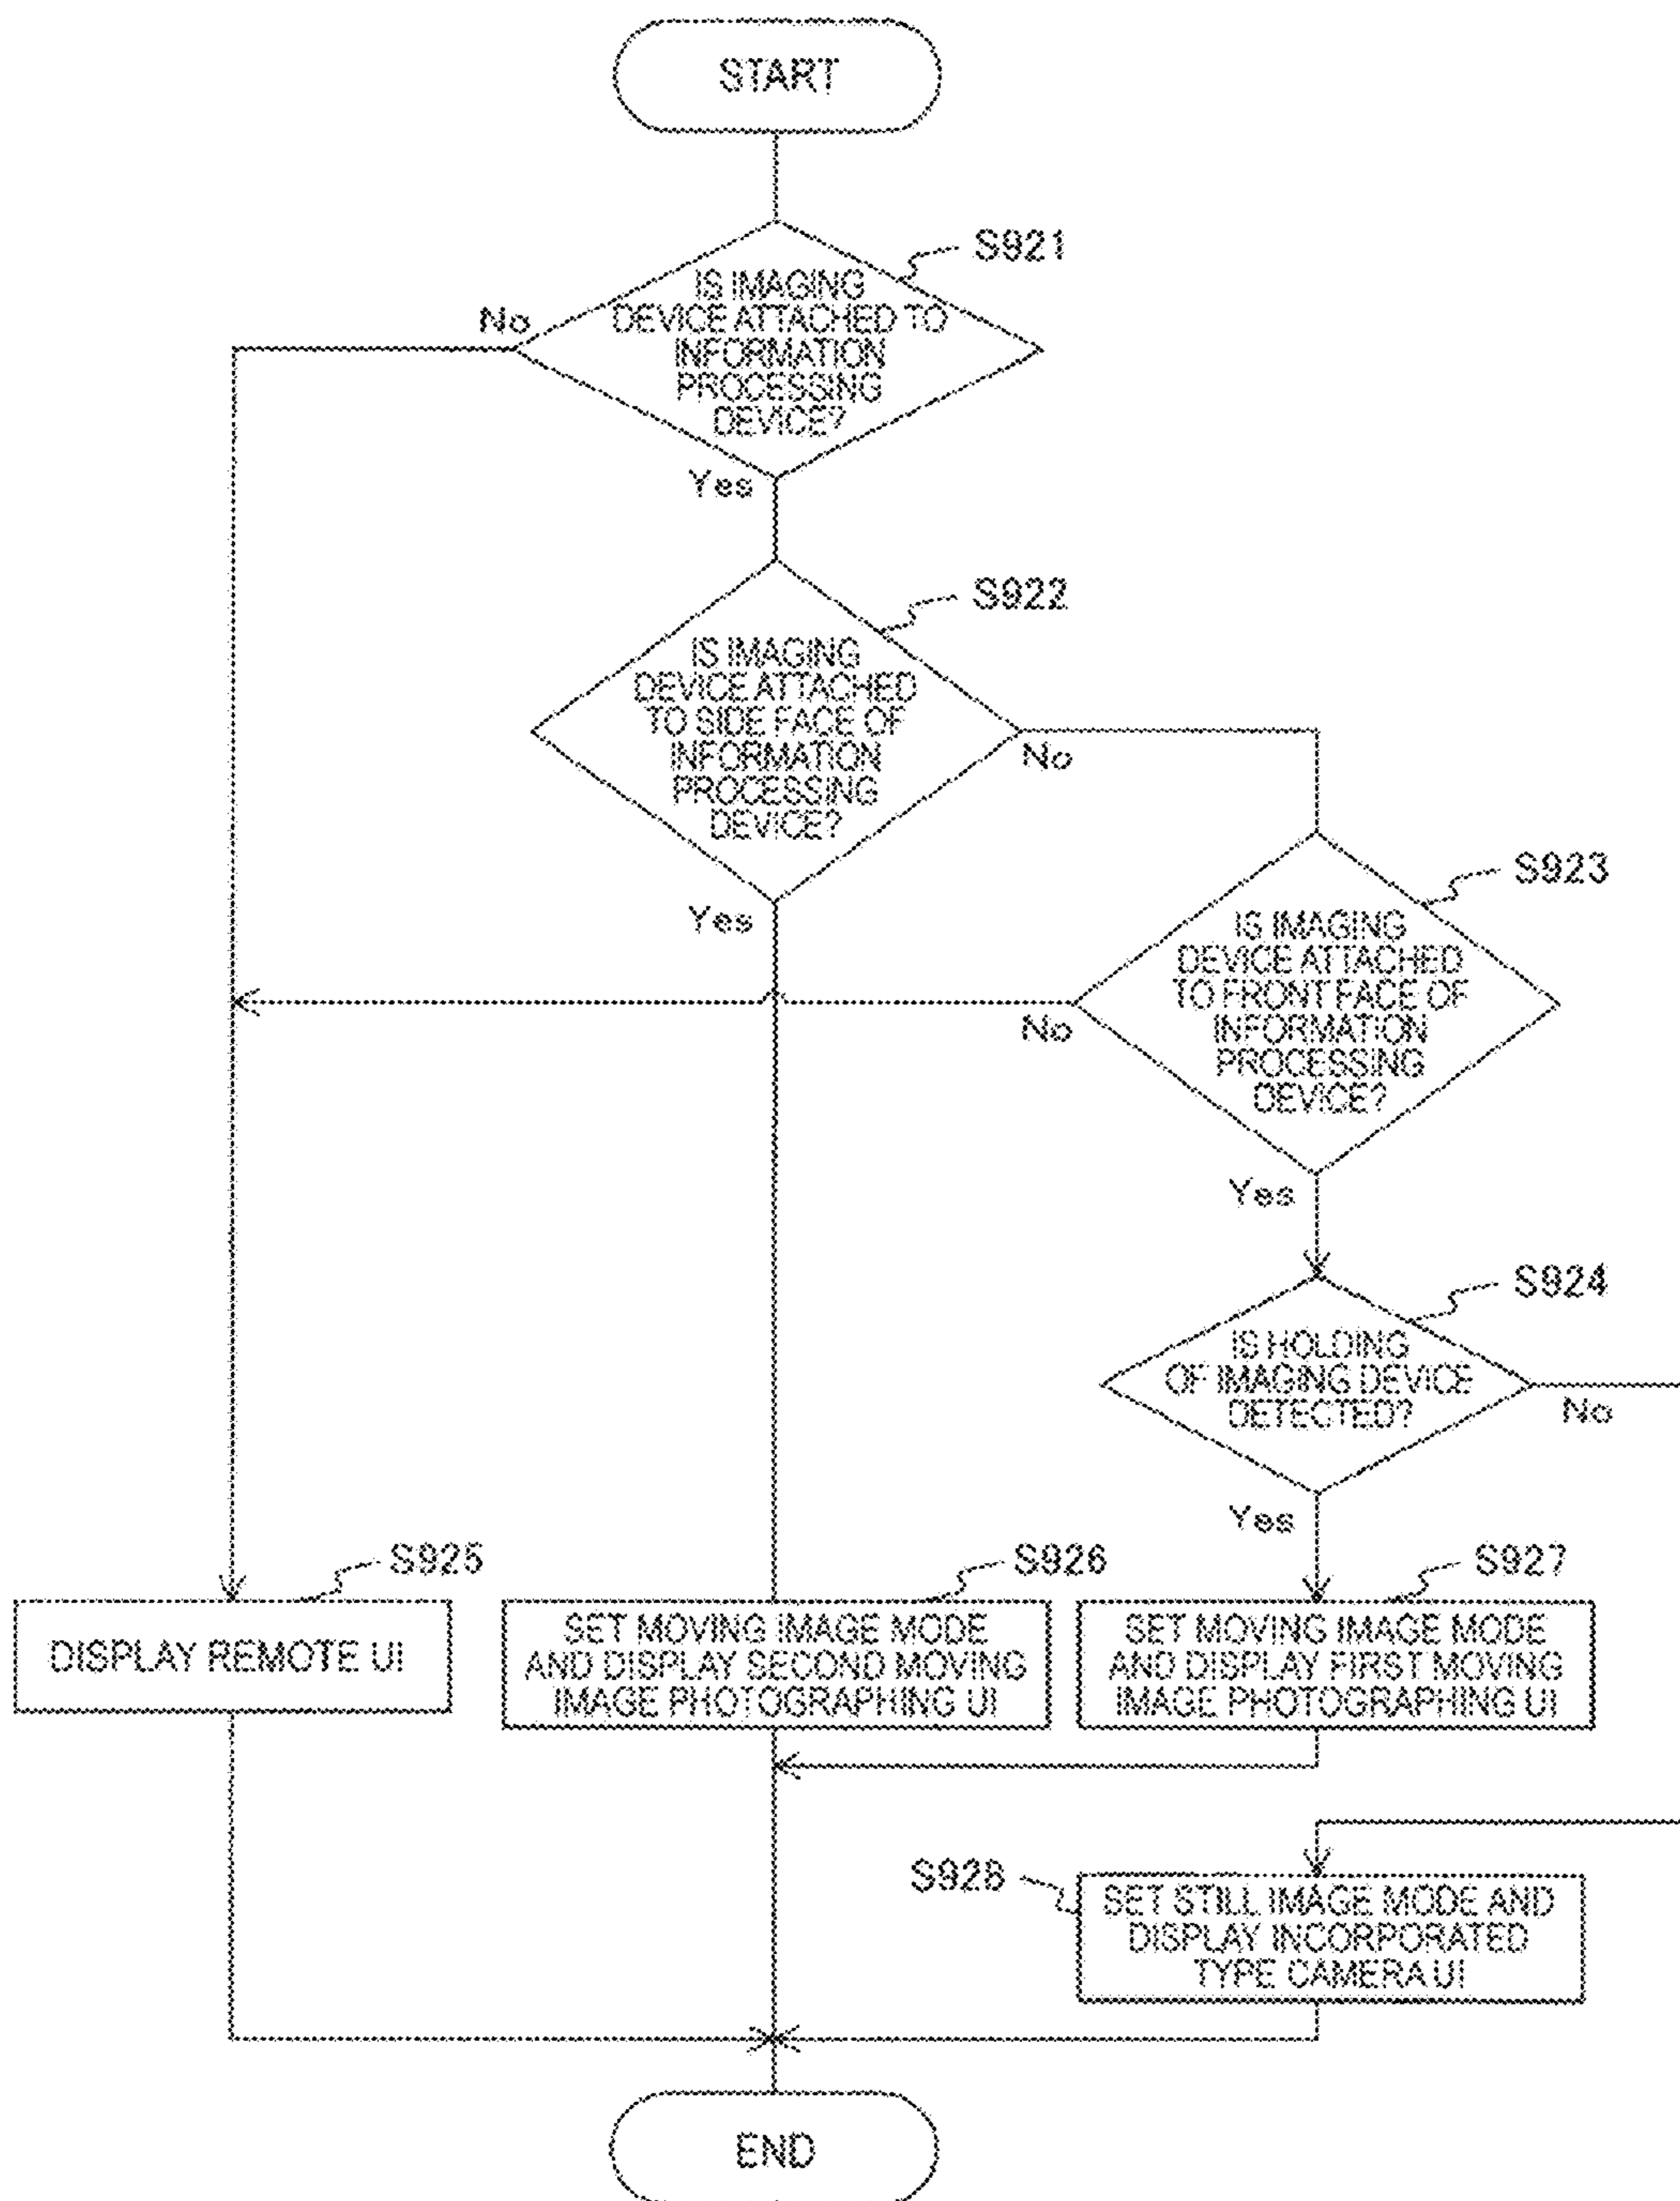 START
S921
IS IMAGING
DEVICE ATTACHED TO
INFORMATION
PROCESSING
DEVICE?
No
Yes
S922
IS IMAGING
DEVICE ATTACHED
TO SIDE FACE OF
INFORMATION
PROCESSING
DEVICE?
No
Yes
S923
IS IMAGING
DEVICE ATTACHED
TO FRONT FACE OF
INFORMATION
PROCESSING
DEVICE?
No
Yes
S924
IS HOLDING
OF IMAGING DEVICE
DETECTED?
No
Yes
S925
DISPLAY REMOTE UI
S926
SET MOVING IMAGE MODE
AND DISPLAY SECOND MOVING
IMAGE PHOTOGRAPHING UI
S927
SET MOVING IMAGE MODE
AND DISPLAY FIRST MOVING
IMAGE PHOTOGRAPHING UI
S928
SET STILL IMAGE MODE AND
DISPLAY INCORPORATED
TYPE CAMERA UI
END